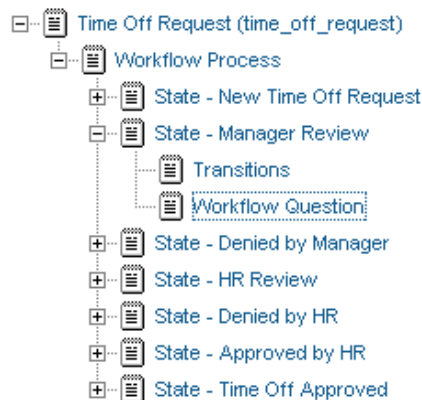 Time Off Request (time_off_request)
Workflow Process
State - New Time Off Request
State - Manager Review
Transitions
Workflow Question
State - Denied by Manager
State - HR Review
State - Denied by HR
State - Approved by HR
State - Time Off Approved